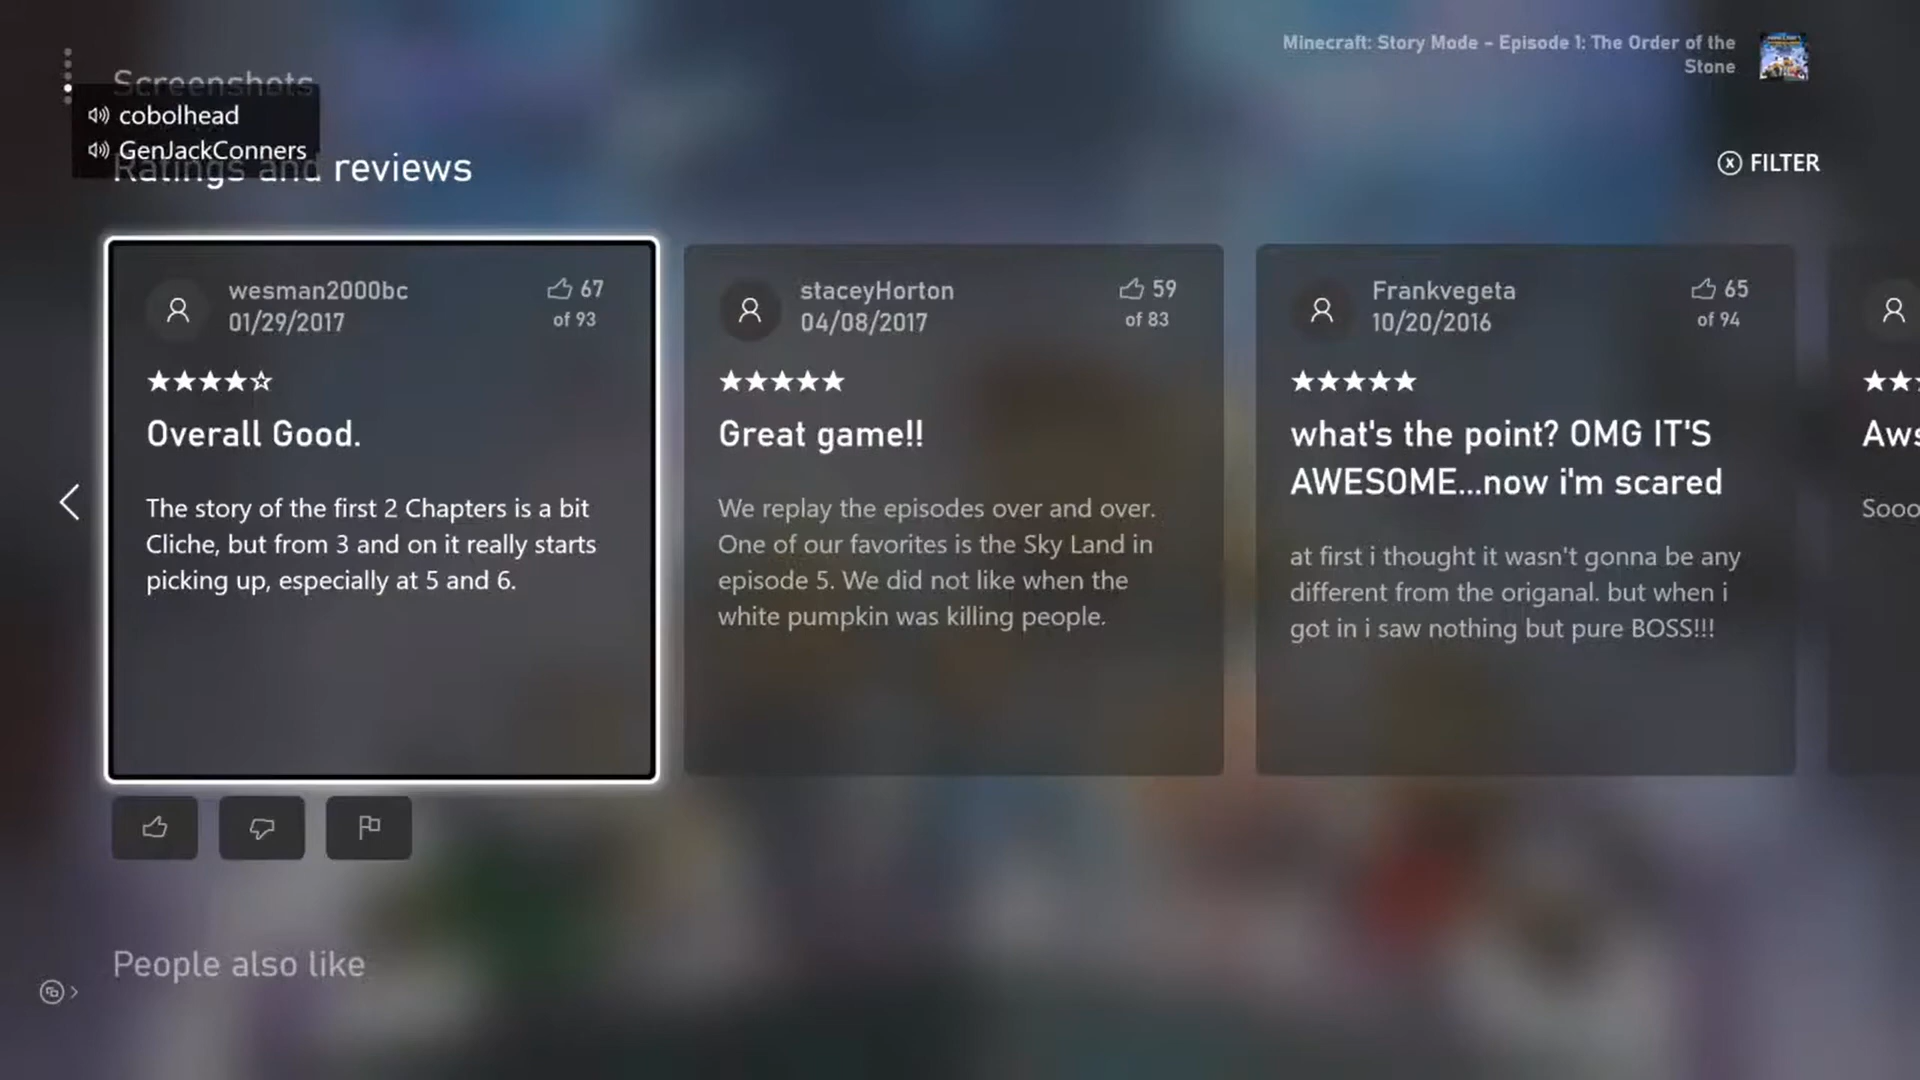 Minecraft: Story Mode - Episode 1: The Order of the
Stone
Screenshots
cobolhead
GenJackConners
Ratings and reviews
FILTER
wesman2000bc
01/29/2017
67
of 93
★★★★☆
Overall Good.
The story of the first 2 Chapters is a bit
Cliche, but from 3 and on it really starts
picking up, especially at 5 and 6.
staceyHorton
04/08/2017
59
of 83
★★★★★
Great game!!
We replay the episodes over and over.
One of our favorites is the Sky Land in
episode 5. We did not like when the
white pumpkin was killing people.
Frankvegeta
10/20/2016
65
of 94
★★★★★
what's the point? OMG IT'S
AWESOME...now i'm scared
at first i thought it wasn't gonna be any
different from the origanal. but when i
got in i saw nothing but pure BOSS!!!
Aws
Sooo
People also like